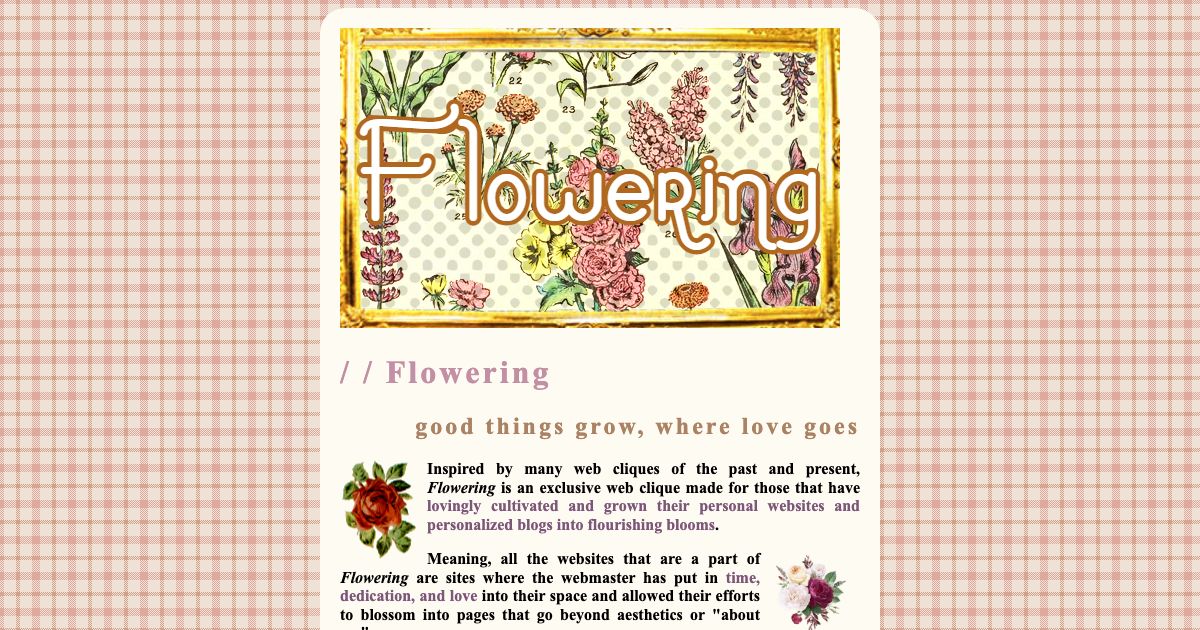 22
23
Flowering
25
/ / Flowering
good things grow, where love goes
Inspired by many web cliques of the past and present,
Flowering is an exclusive web clique made for those that have
lovingly cultivated and grown their personal websites and
personalized blogs into flourishing blooms.
Meaning, all the websites that are a part of
Flowering are sites where the webmaster has put in time,
dedication, and love into their space and allowed their efforts
to blossom into pages that go beyond aesthetics or "about